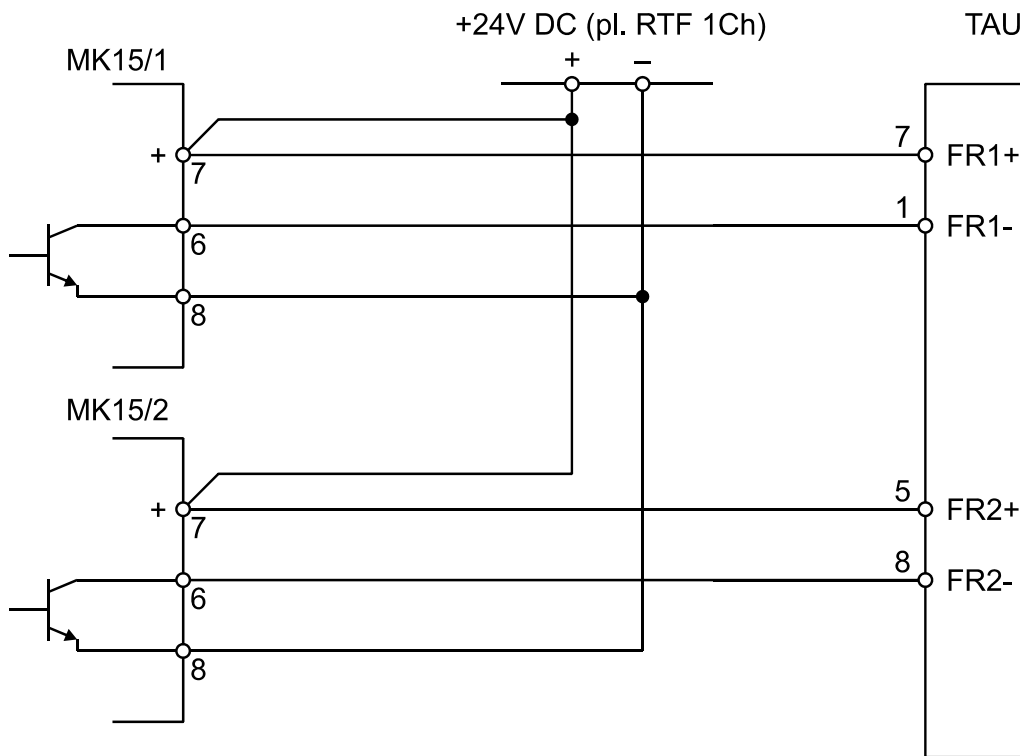 +24V DC (pl. RTF 1Ch)
TAU
MK15/1
+ –
+ 7
7 FR1+
6
1 FR1-
8
MK15/2
+ 7
5 FR2+
6
8 FR2-
8